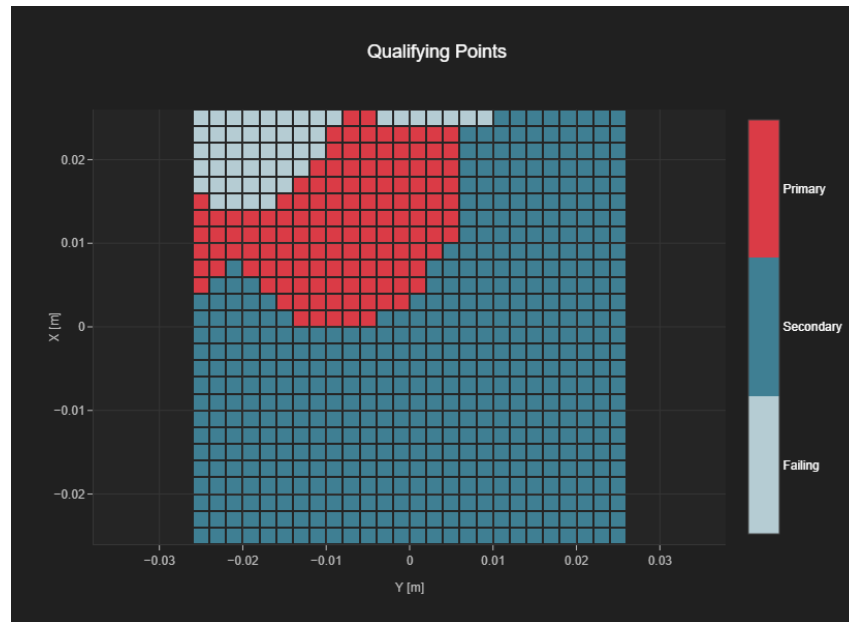 Qualifying Points
0.02
0.01
0
−0.01
−0.02
X [m]
−0.03
−0.02
−0.01
0
0.01
0.02
0.03
Y [m]
Primary
Secondary
Failing